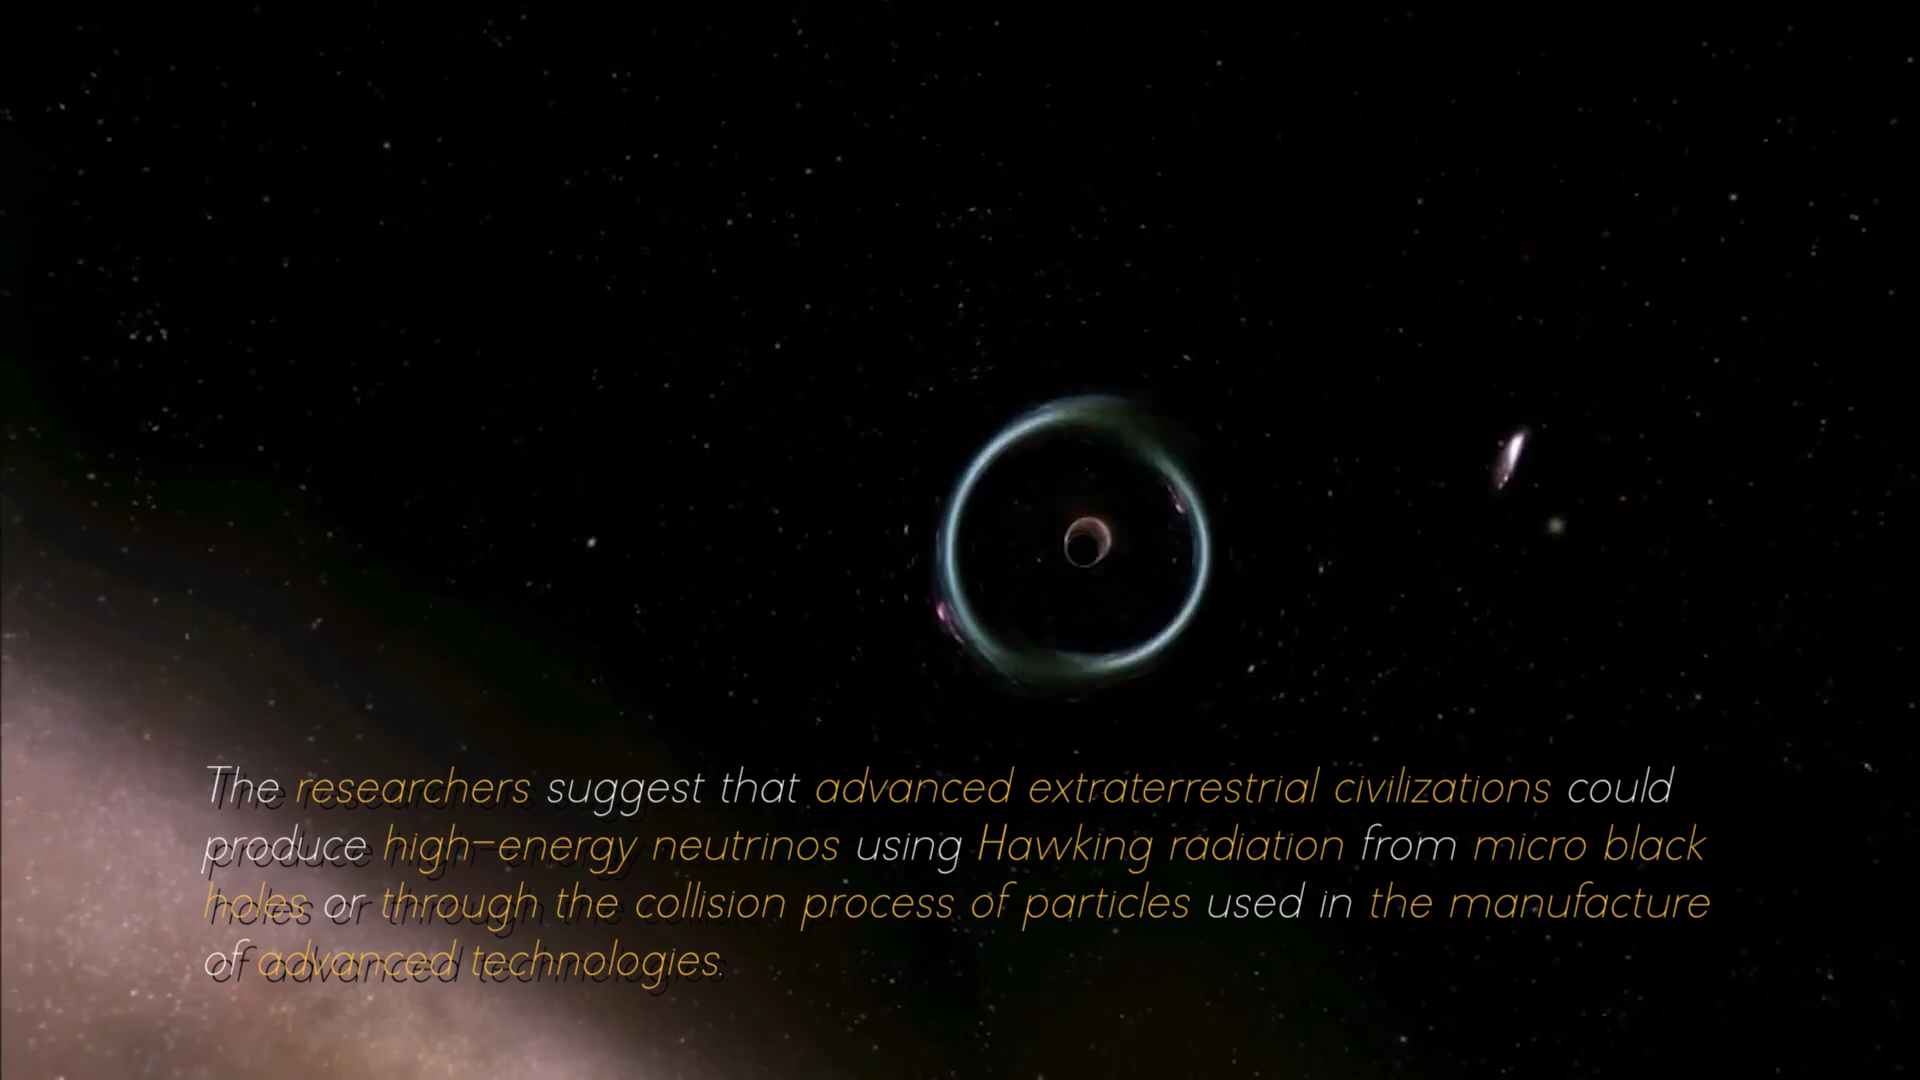 The researchers suggest that advanced extraterrestrial civilizations could
produce high-energy neutrinos using Hawking radiation from micro black
holes or through the collision process of particles used in the manufacture
of advanced technologies.